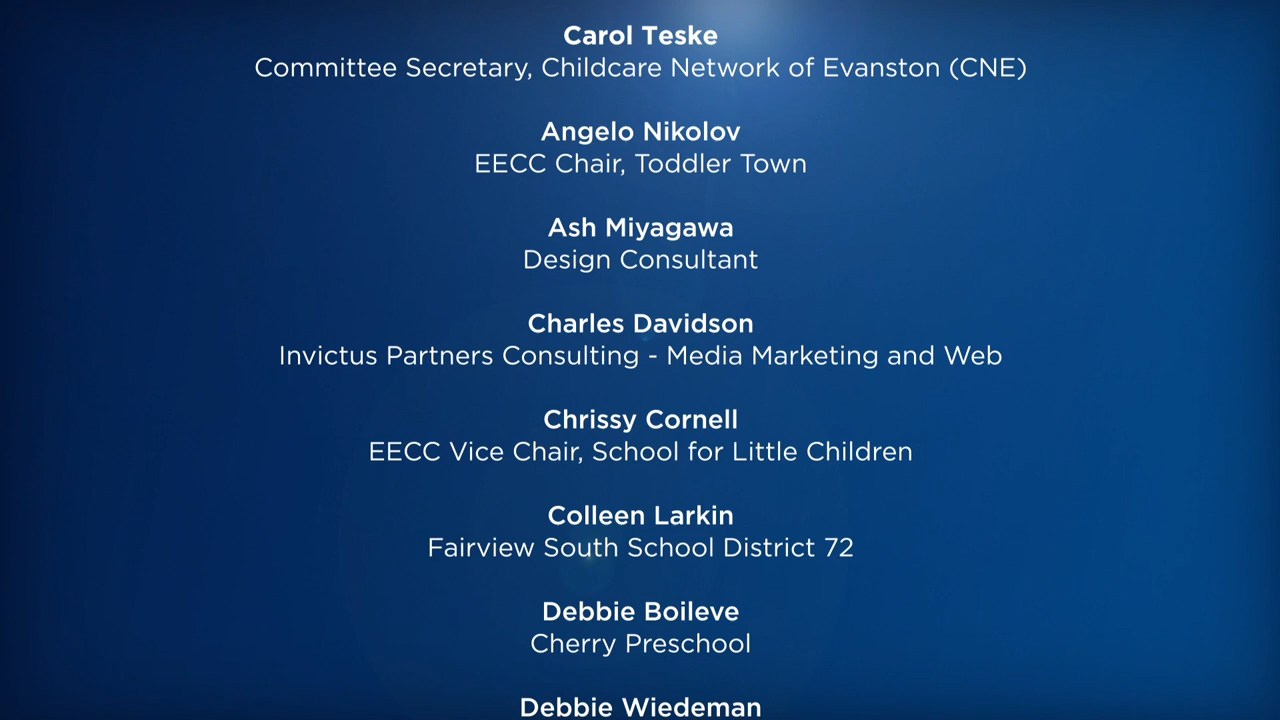 Carol Teske
Committee Secretary, Childcare Network of Evanston (CNE)
Angelo Nikolov
EECC Chair, Toddler Town
Ash Miyagawa
Design Consultant
Charles Davidson
Invictus Partners Consulting - Media Marketing and Web
Chrissy Cornell
EECC Vice Chair, School for Little Children
Colleen Larkin
Fairview South School District 72
Debbie Boileve
Cherry Preschool
Debbie Wiedeman